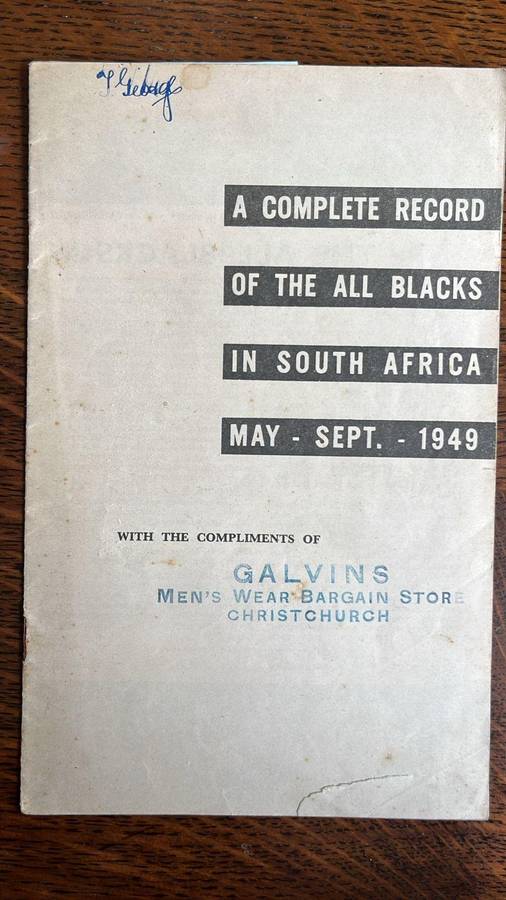 A COMPLETE RECORD
OF THE ALL BLACKS
IN SOUTH AFRICA
MAY - SEPT. - 1949
WITH THE COMPLIMENTS OF
GALVINS
MEN'S WEAR BARGAIN STORE
CHRISTCHURCH